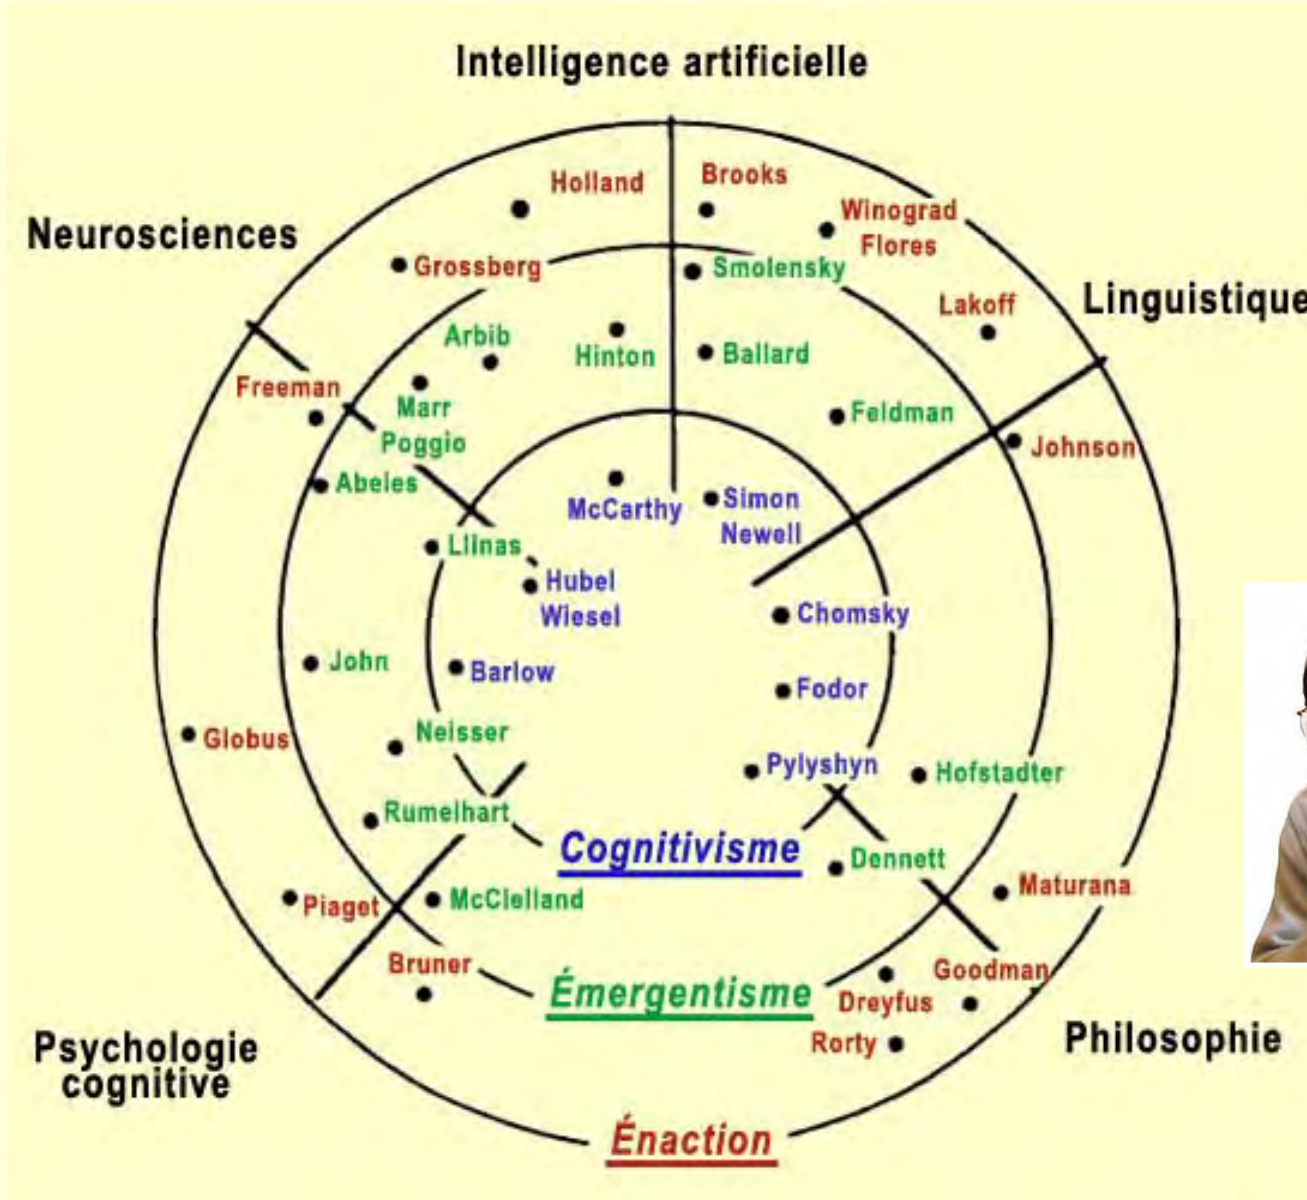 Intelligence artificielle
Holland
Brooks
Winograd
Flores
Neurosciences
Grossberg
Smolensky
Lakoff
Linguistique
Arbib
Hinton
Ballard
Freeman
Marr
Poggio
Feldman
Johnson
Abeles
McCarthy
Simon
Newell
Llinas
Hubel
Wiesel
Chomsky
John
Barlow
Fodor
Globus
Neisser
Pylyshyn
Hofstadter
Rumelhart
Cognitivisme
Dennett
Maturana
Piaget
McClelland
Bruner
Émergentisme
Goodman
Dreyfus
Rorty
Psychologie
cognitive
Philosophie
Énaction